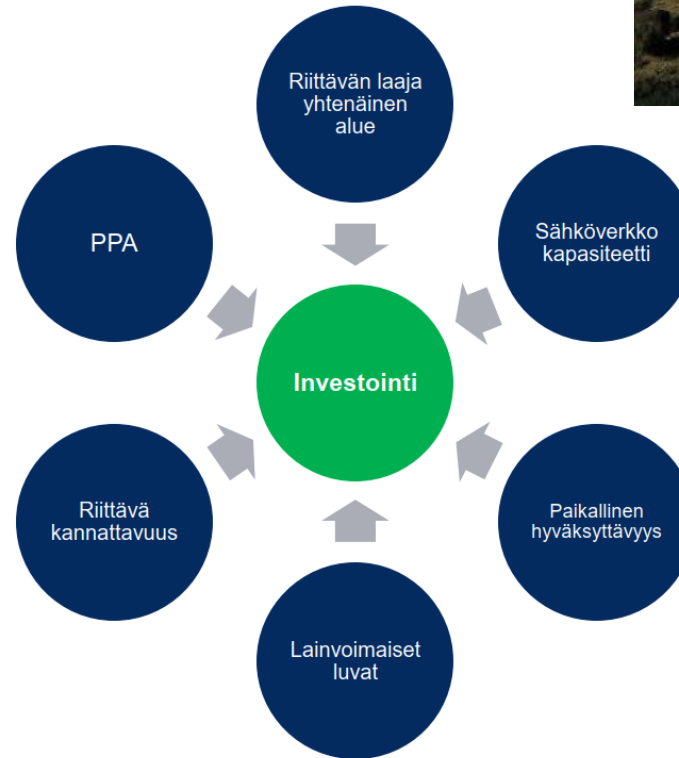 Riittävän laaja
yhtenäinen
alue
PPA
Sähköverkko
kapasiteetti
Investointi
Riittävä
kannattavuus
Paikallinen
hyväksyttävyys
Lainvoimaiset
luvat